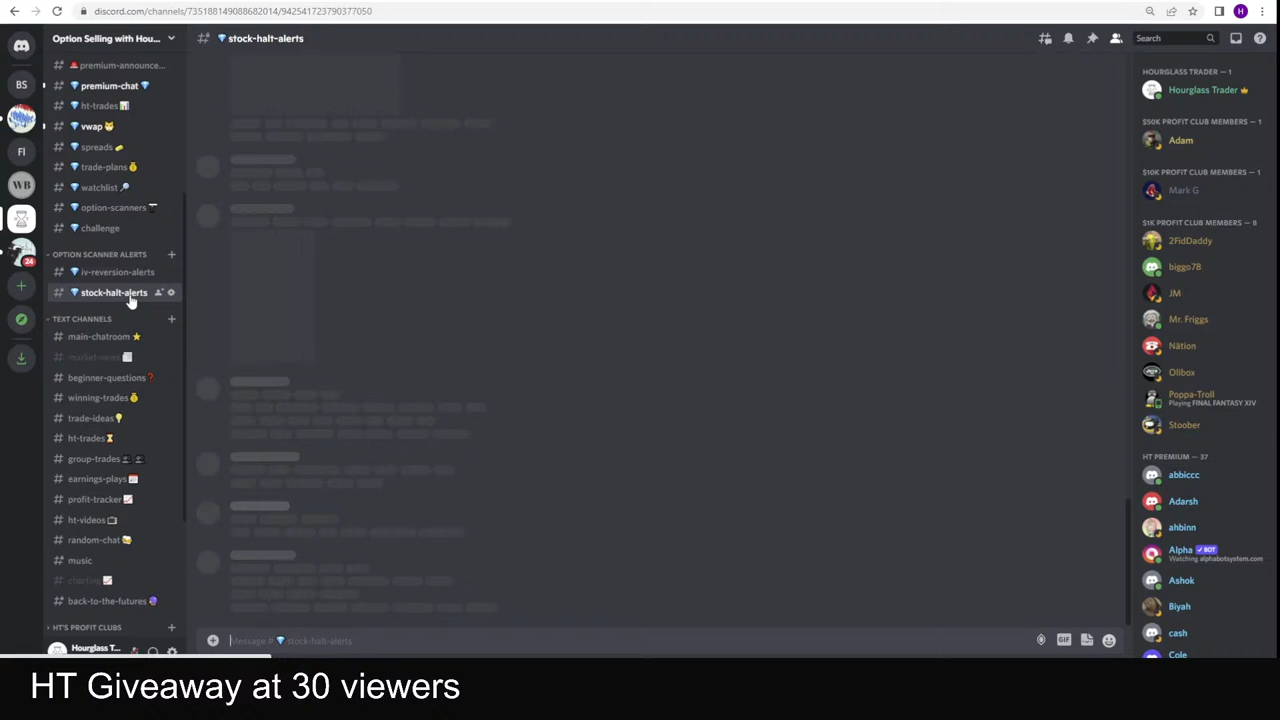 discord.com/channels/735188149088682014/942541723790377050
H
Option Selling with Hou...
stock-halt-alerts
Search
premium-announce...
premium-chat
ht-trades
vwap
spreads
trade-plans
watchlist
option-scanners
challenge
OPTION SCANNER ALERTS
iv-reversion-alerts
stock-halt-alerts
TEXT CHANNELS
main-chatroom
market-news
beginner-questions
winning-trades
trade-ideas
ht-trades
group-trades
earnings-plays
profit-tracker
ht-videos
random-chat
music
charting
back-to-the-futures
HT'S PROFIT CLUBS
Hourglass T...
BS
FI
WB
24
Message # stock-halt-alerts
GIF
HOURGLASS TRADER — 1
Hourglass Trader
$50K PROFIT CLUB MEMBERS — 1
Adam
$10K PROFIT CLUB MEMBERS — 1
Mark G
$1K PROFIT CLUB MEMBERS — 8
2FidDaddy
biggo78
JM
Mr. Friggs
Nātion
Olibox
Poppa-Troll
Playing FINAL FANTASY XIV
Stoober
HT PREMIUM — 37
abbiccc
Adarsh
ahbinn
Alpha BOT
Watching alphabotsystem.com
Ashok
Biyah
cash
Cole
HT Giveaway at 30 viewers